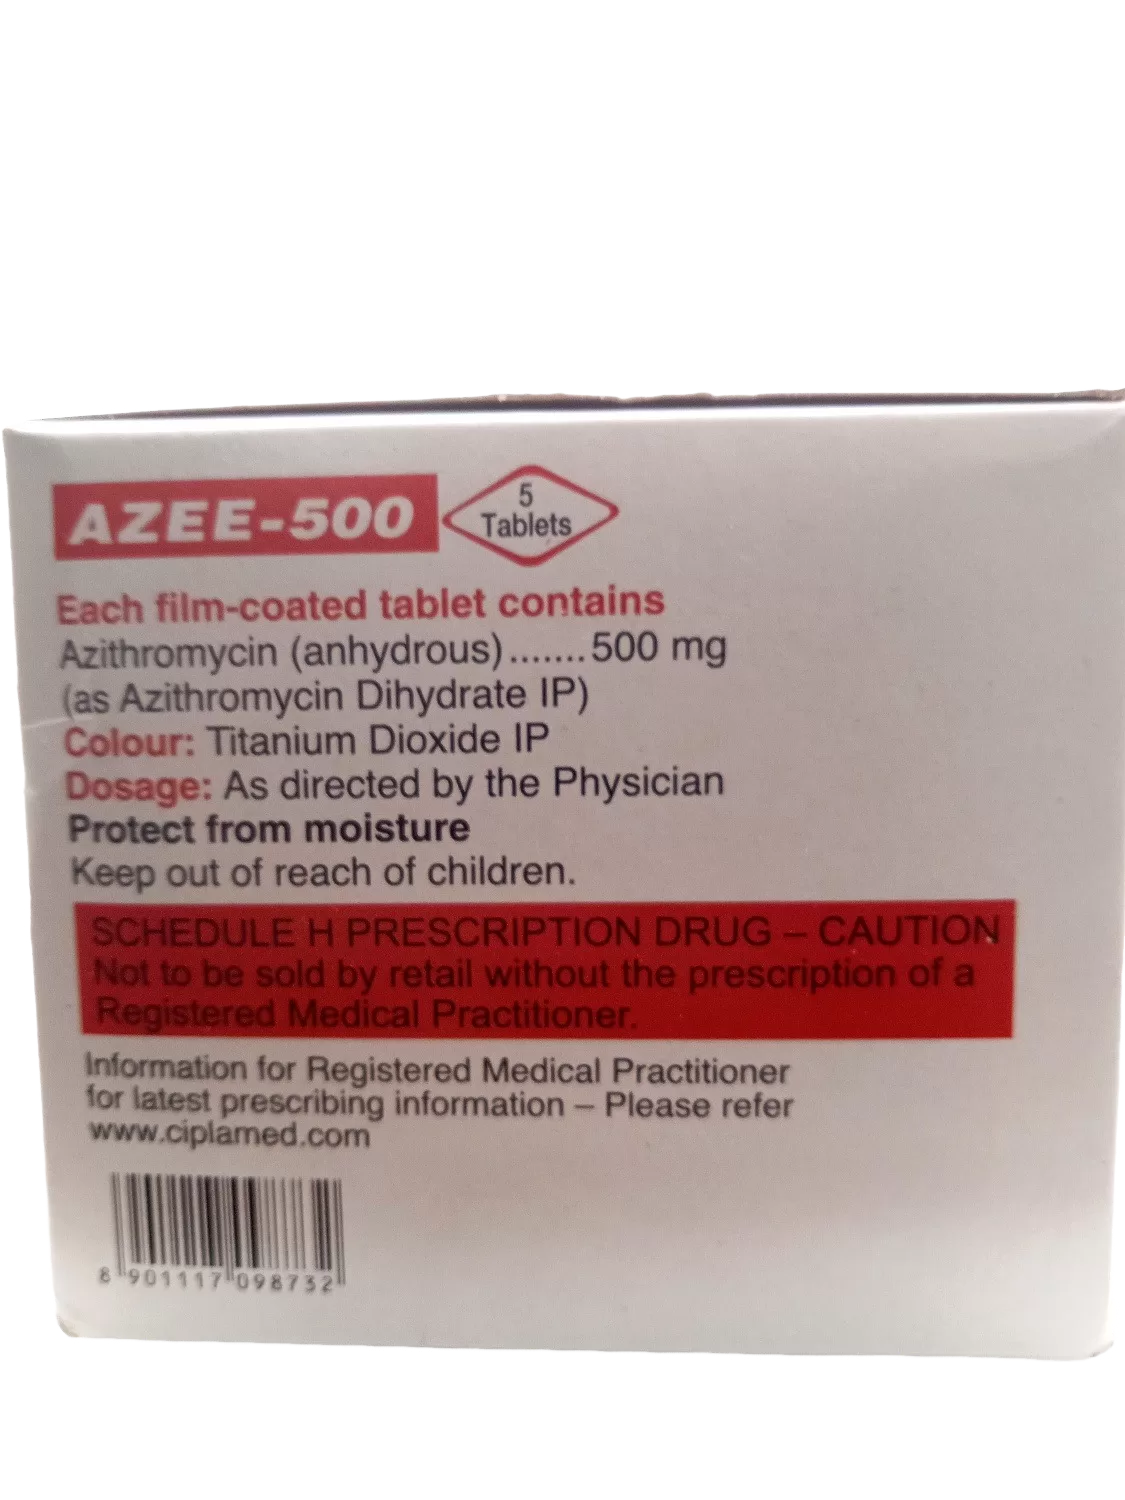 AZEE-500
5
Tablets
Each film-coated tablet contains
Azithromycin (anhydrous).......500 mg
(as Azithromycin Dihydrate IP)
Colour: Titanium Dioxide IP
Dosage: As directed by the Physician
Protect from moisture
Keep out of reach of children.
SCHEDULE H PRESCRIPTION DRUG – CAUTION
Not to be sold by retail without the prescription of a
Registered Medical Practitioner.
Information for Registered Medical Practitioner
for latest prescribing information – Please refer
www.ciplamed.com
8 901117 098732